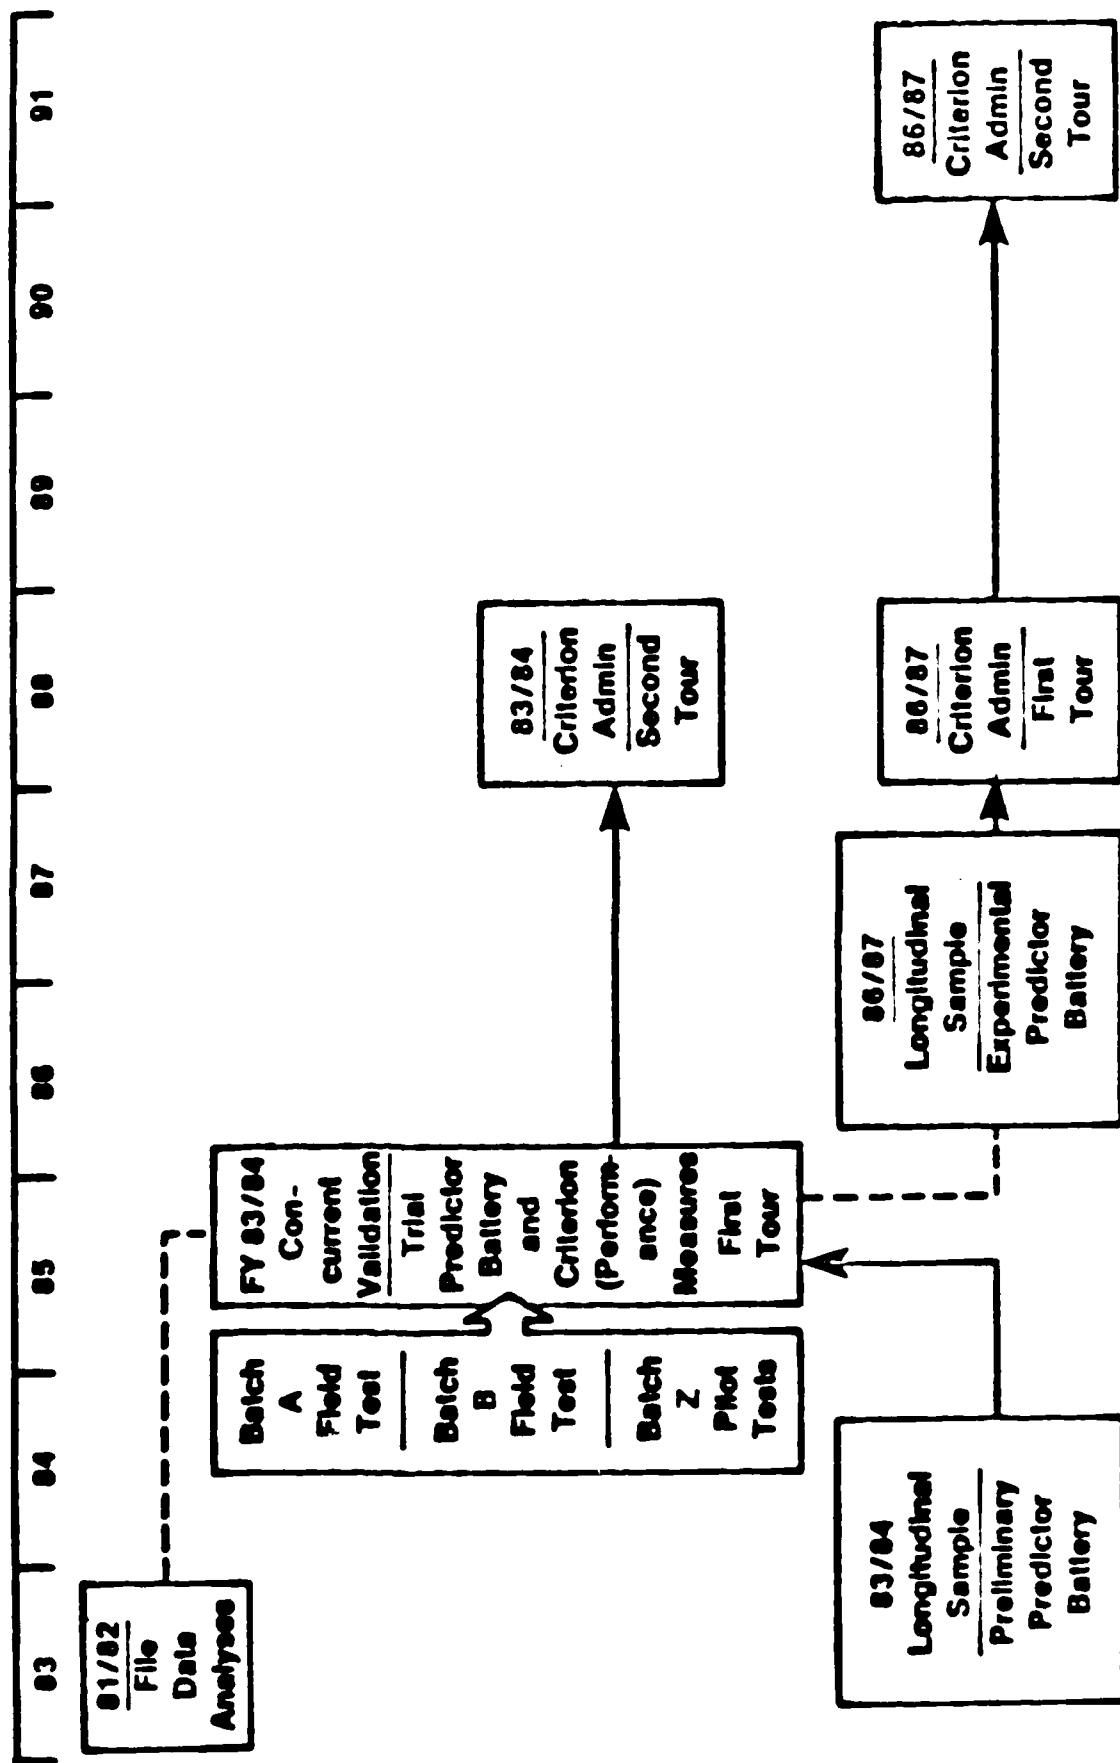 83 84 85 86 87 88 89 90 91
81/82
File
Data
Analyses
Batch
A
Field
Test
Batch
B
Field
Test
Batch
Z
Pilot
Tests
FY 83/84
Con-
current
Validation
Trial
Predictor
Battery
and
Criterion
(Perform-
ance)
Measures
First
Tour
83/84
Criterion
Admin
Second
Tour
83/84
Longitudinal
Sample
Preliminary
Predictor
Battery
86/87
Longitudinal
Sample
Experimental
Predictor
Battery
86/87
Criterion
Admin
First
Tour
86/87
Criterion
Admin
Second
Tour